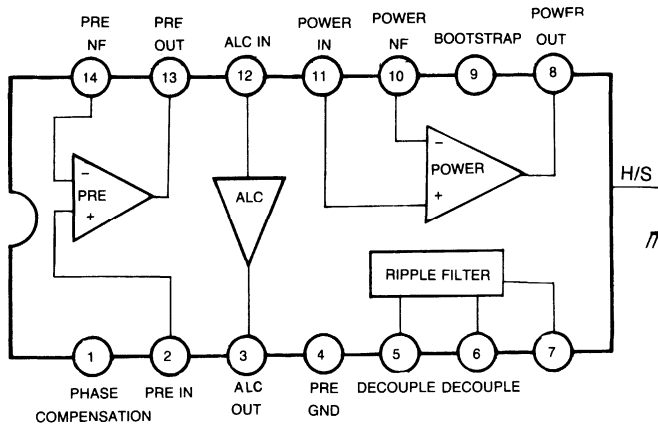 PRE NF
PRE OUT
ALC IN
POWER IN
POWER NF
BOOTSTRAP
POWER OUT
14
13
12
11
10
9
8
−
PRE
+
ALC
−
POWER
+
H/S
RIPPLE FILTER
1
2
3
4
5
6
7
PHASE COMPENSATION
PRE IN
ALC OUT
PRE GND
DECOUPLE
DECOUPLE